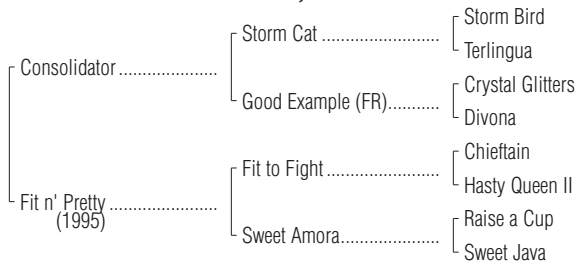 Storm Bird
Storm Cat ..........................
Terlingua
Consolidator .....................
Crystal Glitters
Good Example (FR)...........
Divona
Chieftain
Fit to Fight .........................
Hasty Queen II
Fit n' Pretty .......................
(1995)
Raise a Cup
Sweet Amora......................
Sweet Java